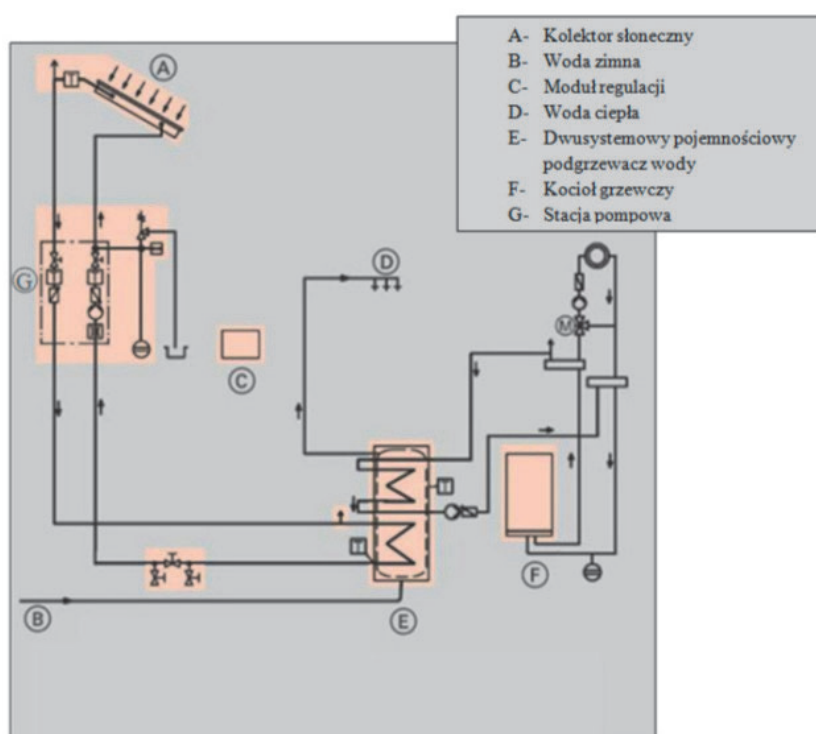 A- Kolektor słoneczny
B- Woda zimna
C- Moduł regulacji
D- Woda ciepła
E- Dwusystemowy pojemnościowy
podgrzewacz wody
F- Kocioł grzewczy
G- Stacja pompowa
A
T
G
T
T
D
M
C
T
T
F
B
E